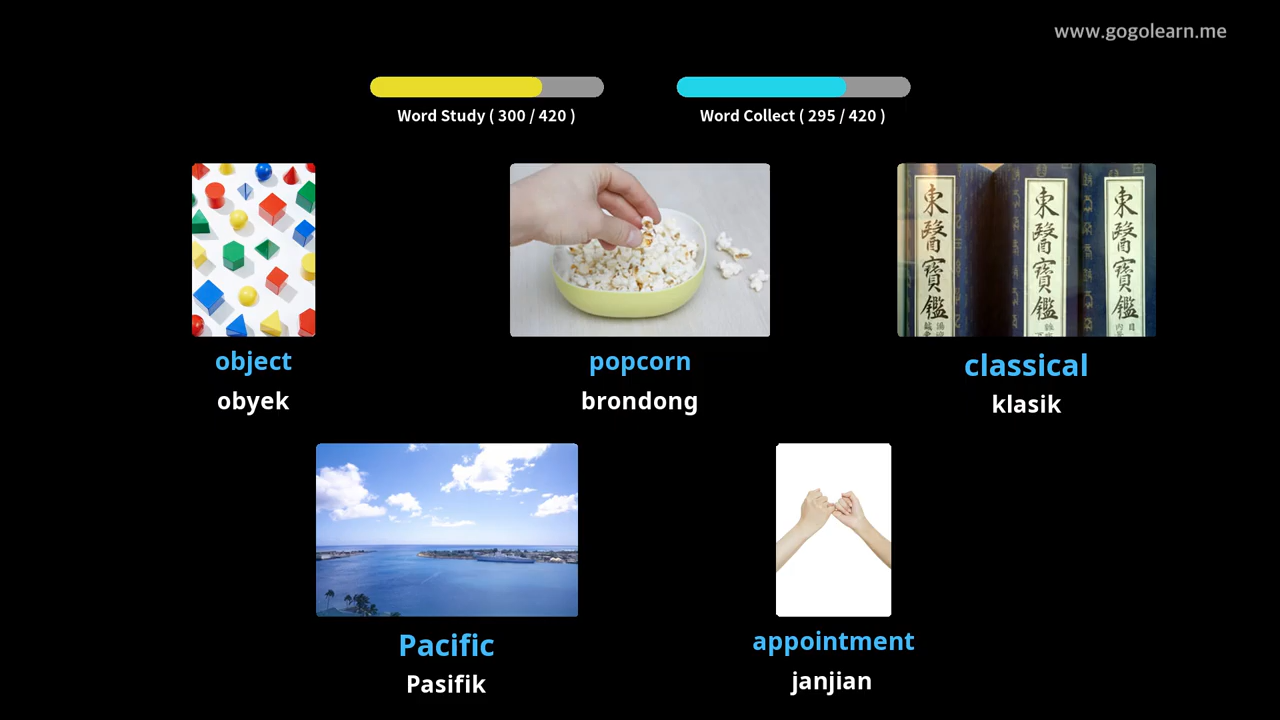 www.gogolearn.me
Word Study ( 300 / 420 )
Word Collect ( 295 / 420 )
東醫寶鑑
東醫寶鑑
東醫寶鑑
object
popcorn
classical
obyek
brondong
klasik
Pacific
appointment
Pasifik
janjian